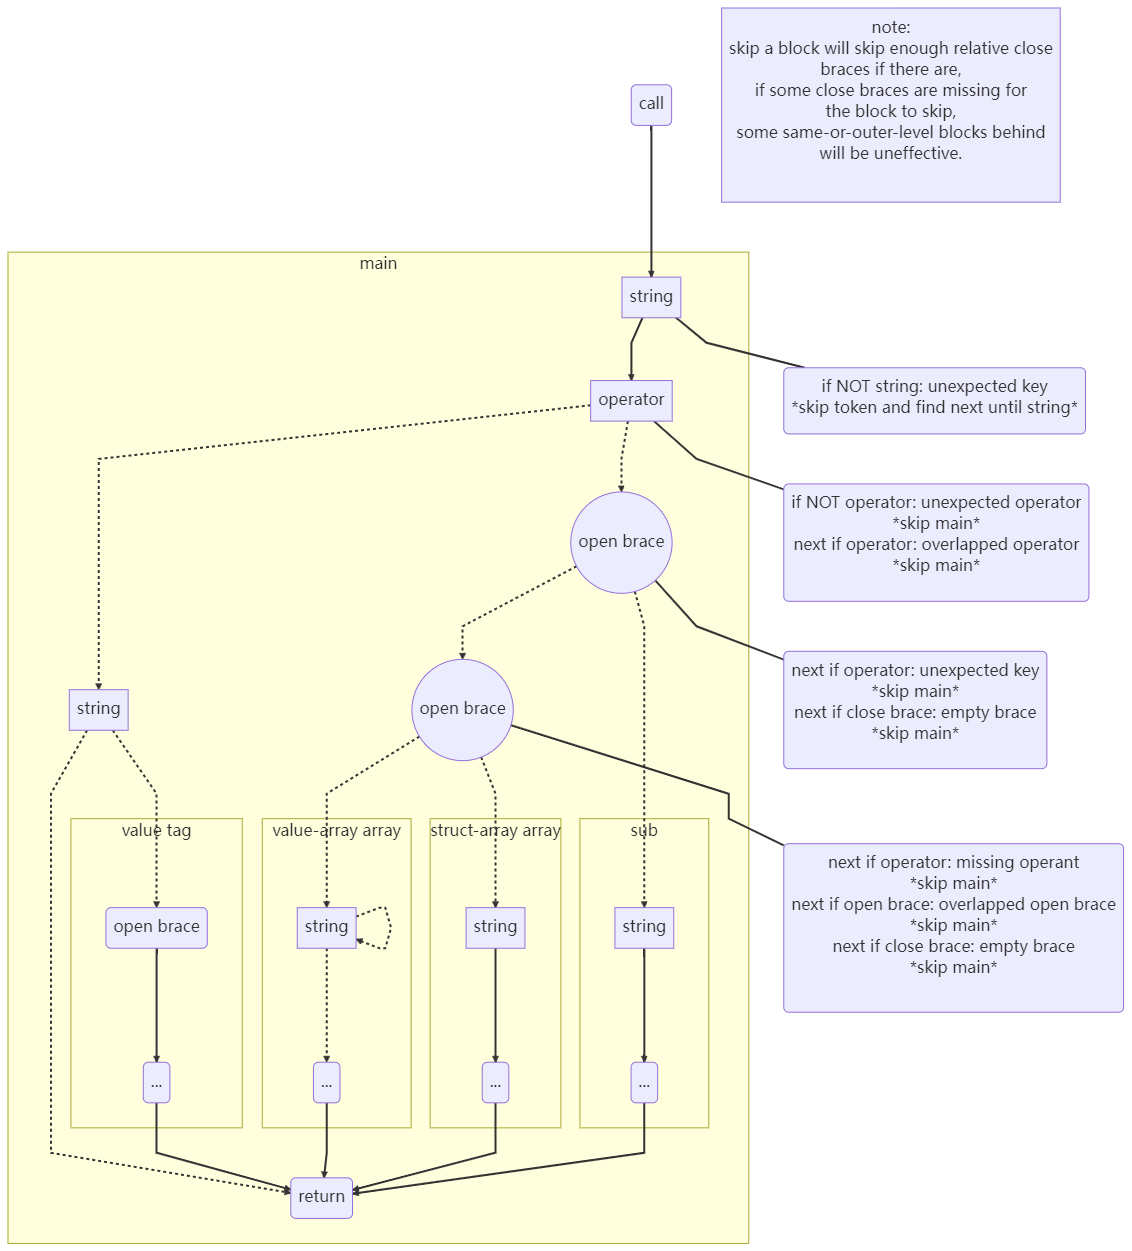 note:
skip a block will skip enough relative close
braces if there are,
if some close braces are missing for
the block to skip,
some same-or-outer-level blocks behind
will be uneffective.
call
main
string
if NOT string: unexpected key
*skip token and find next until string*
operator
if NOT operator: unexpected operator
*skip main*
next if operator: overlapped operator
*skip main*
open brace
next if operator: unexpected key
*skip main*
next if close brace: empty brace
*skip main*
string
open brace
value tag
value-array array
struct-array array
sub
next if operator: missing operant
*skip main*
next if open brace: overlapped open brace
*skip main*
next if close brace: empty brace
*skip main*
open brace
string
string
string
...
...
...
...
return